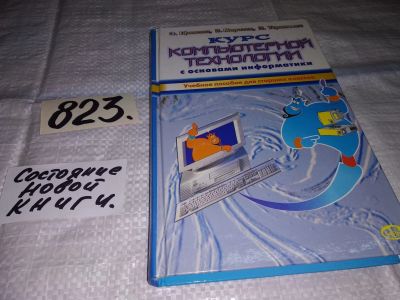 823.
Состояние
новой
книги.
КУРС
КОМПЬЮТЕРНОЙ
ТЕХНОЛОГИИ
с основами информатики
Учебное пособие для старших классов